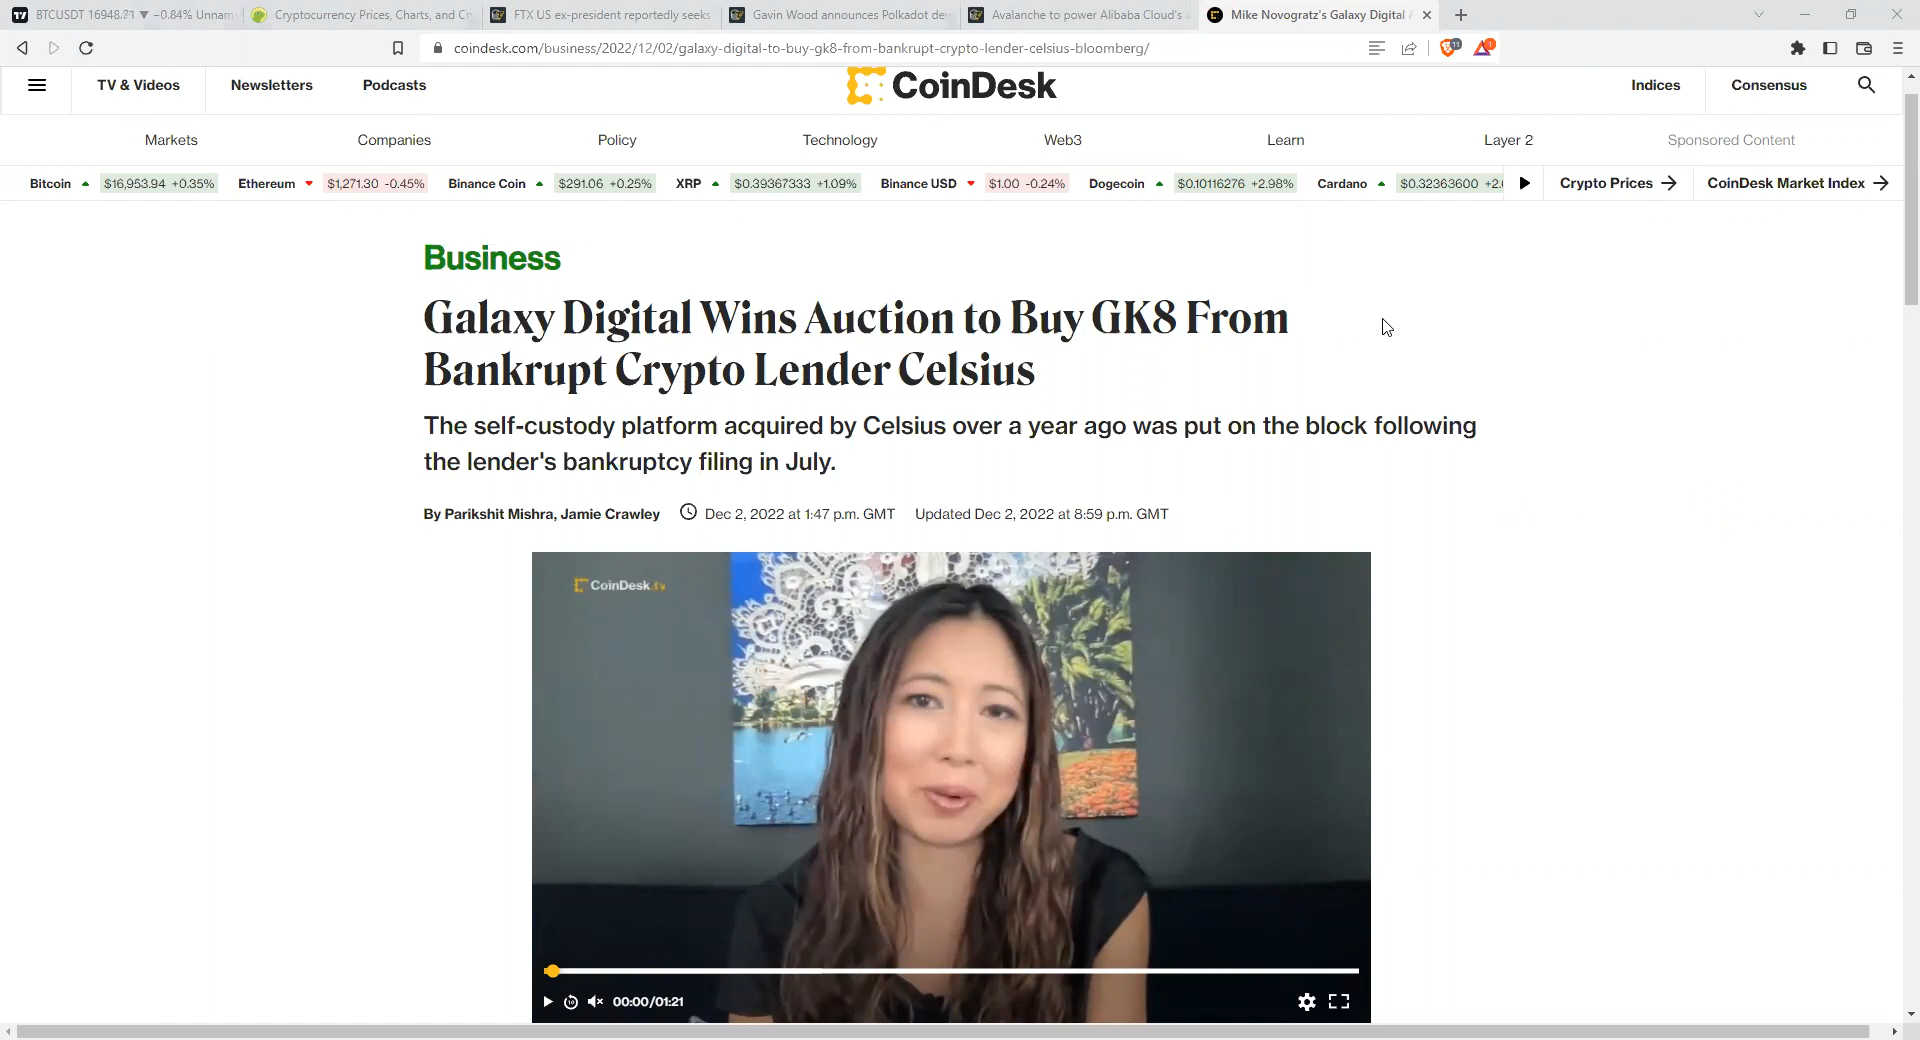 BTCUSDT 16948.71 ▼ −0.84% Unnam
Cryptocurrency Prices, Charts, and Cr
FTX US ex-president reportedly seeks
Gavin Wood announces Polkadot de
Avalanche to power Alibaba Cloud's
Mike Novogratz's Galaxy Digital
coindesk.com/business/2022/12/02/galaxy-digital-to-buy-gk8-from-bankrupt-crypto-lender-celsius-bloomberg/
11
1
TV & Videos
Newsletters
Podcasts
CoinDesk
Indices
Consensus
Markets
Companies
Policy
Technology
Web3
Learn
Layer 2
Sponsored Content
Bitcoin ▲ $16,953.94 +0.35% Ethereum ▼ $1,271.30 -0.45% Binance Coin ▲ $291.06 +0.25% XRP ▲ $0.39367333 +1.09% Binance USD ▼ $1.00 -0.24% Dogecoin ▲ $0.10116276 +2.98% Cardano ▲ $0.32363600 +2.
Crypto Prices →
CoinDesk Market Index →
Business
Galaxy Digital Wins Auction to Buy GK8 From
Bankrupt Crypto Lender Celsius
The self-custody platform acquired by Celsius over a year ago was put on the block following
the lender's bankruptcy filing in July.
By Parikshit Mishra, Jamie Crawley Dec 2, 2022 at 1:47 p.m. GMT Updated Dec 2, 2022 at 8:59 p.m. GMT
CoinDesk.tv
10
00:00/01:21